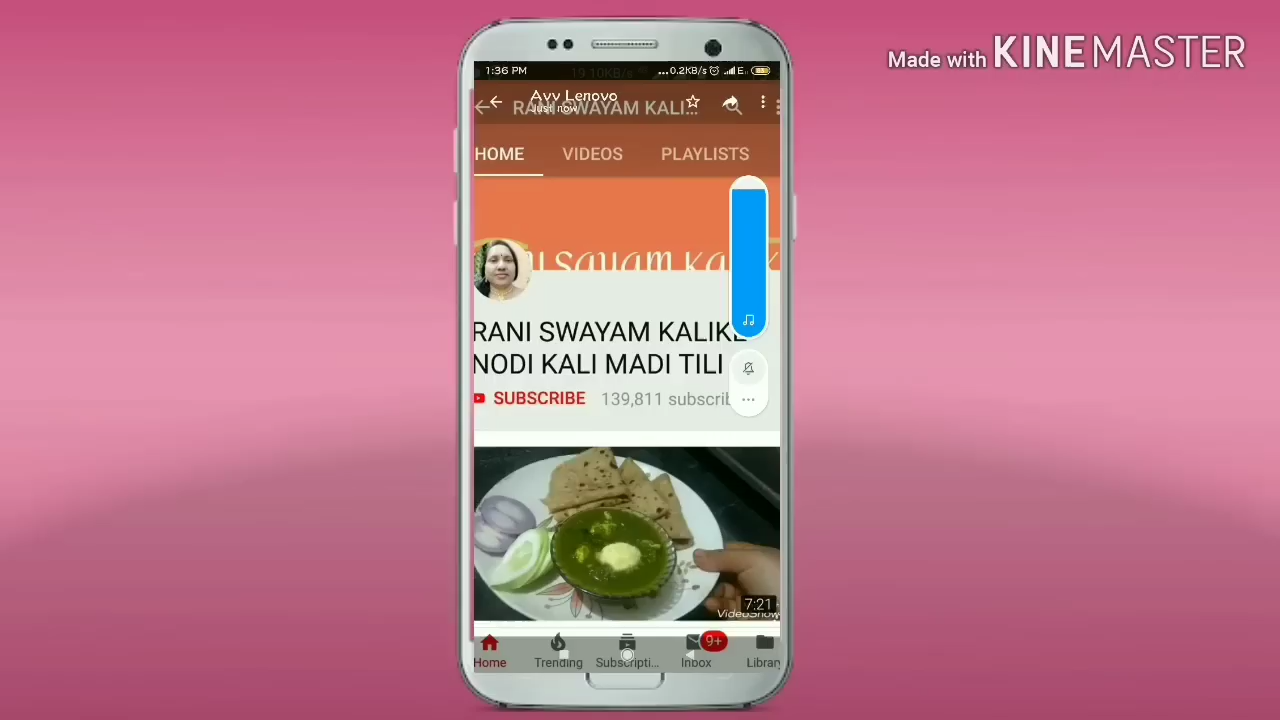 Made with KINEMASTER
1:36 PM
...0.2KB/s
E
Avv Lenovo
Just now
RANI SWAYAM KALI...
HOME VIDEOS PLAYLISTS
RANI SWAYAM KALIKE
NODI KALI MADI TILI
SUBSCRIBE 139,811 subscrib
7:21
VideoShow
9+
Home Trending Subscripti... Inbox Library